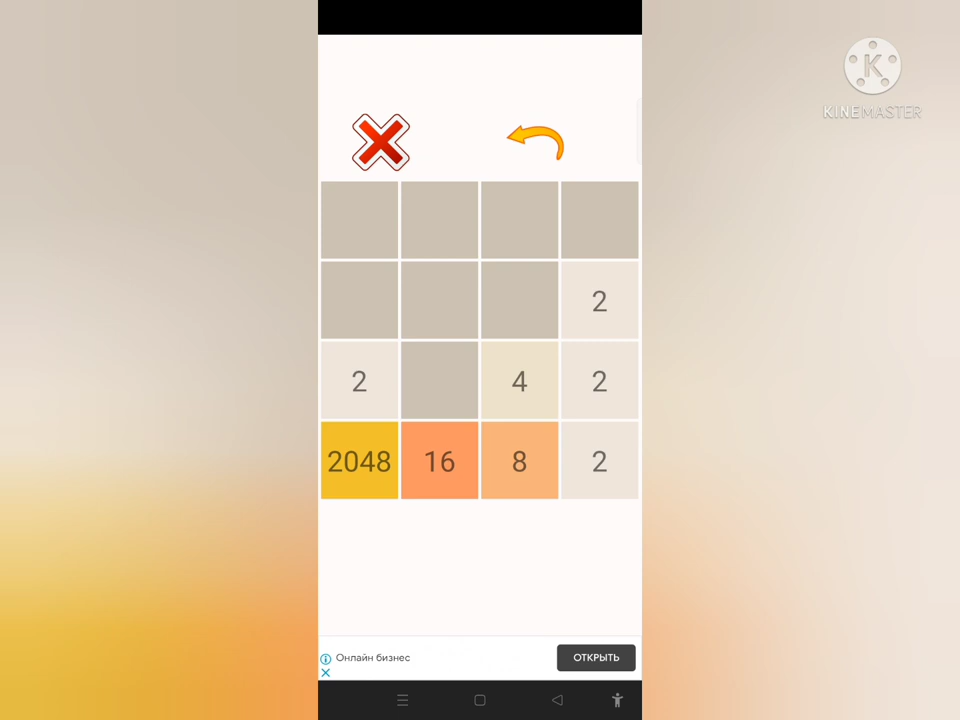 K
KINEMASTER
2
2 4 2
2048 16 8 2
Онлайн бизнес
ОТКРЫТЬ